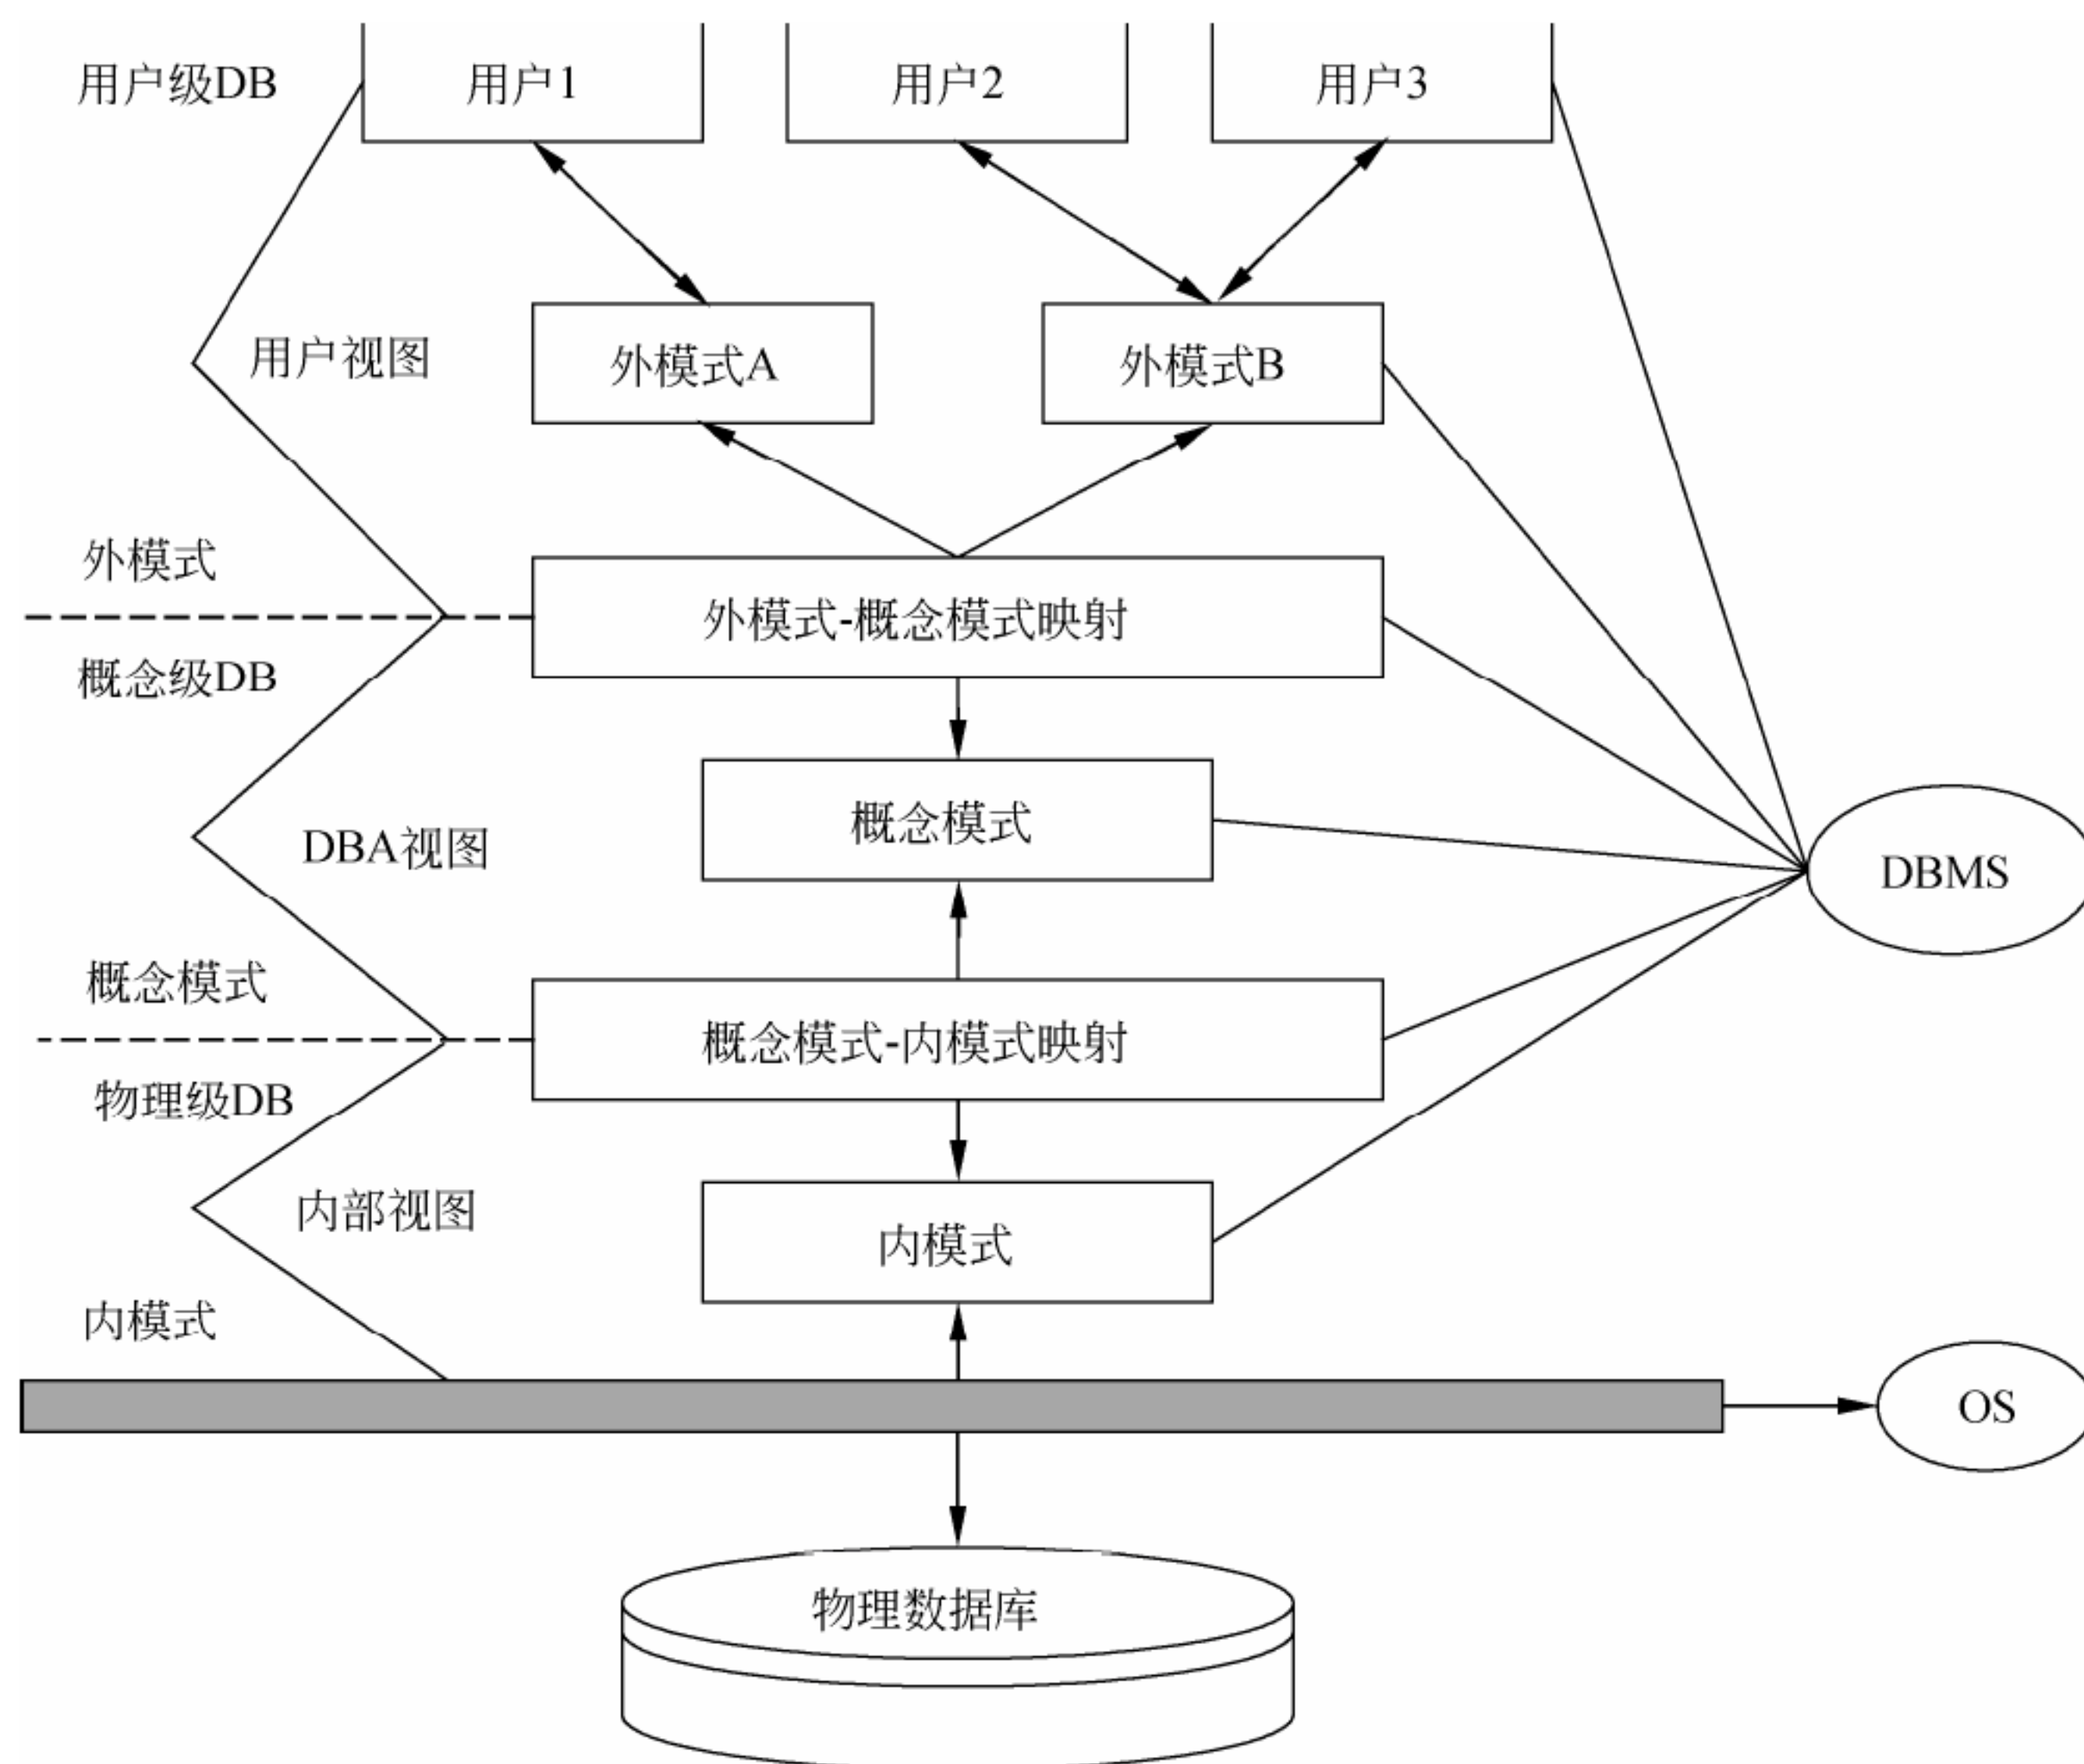 用户级DB
用户1
用户2
用户3
用户视图
外模式A
外模式B
外模式
外模式-概念模式映射
概念级DB
概念模式
DBA视图
DBMS
概念模式
概念模式-内模式映射
物理级DB
内部视图
内模式
内模式
OS
物理数据库